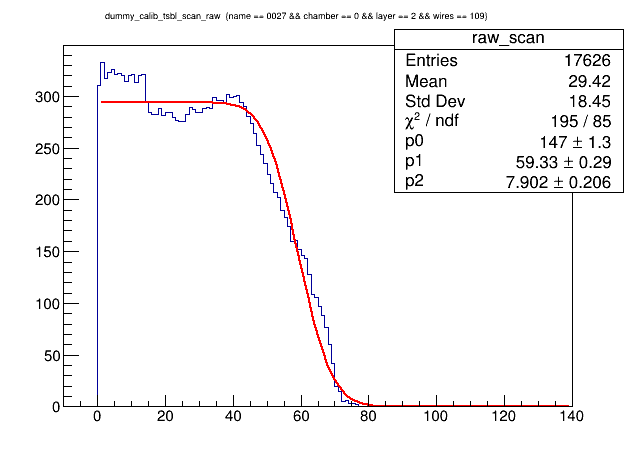 dummy_calib_tsbl_scan_raw (name == 0027 && chamber == 0 && layer == 2 && wires == 109)
raw_scan
Entries 17626
Mean 29.42
Std Dev 18.45
χ² / ndf 195 / 85
p0 147 ± 1.3
p1 59.33 ± 0.29
p2 7.902 ± 0.206
300
250
200
150
100
50
0
0 20 40 60 80 100 120 140